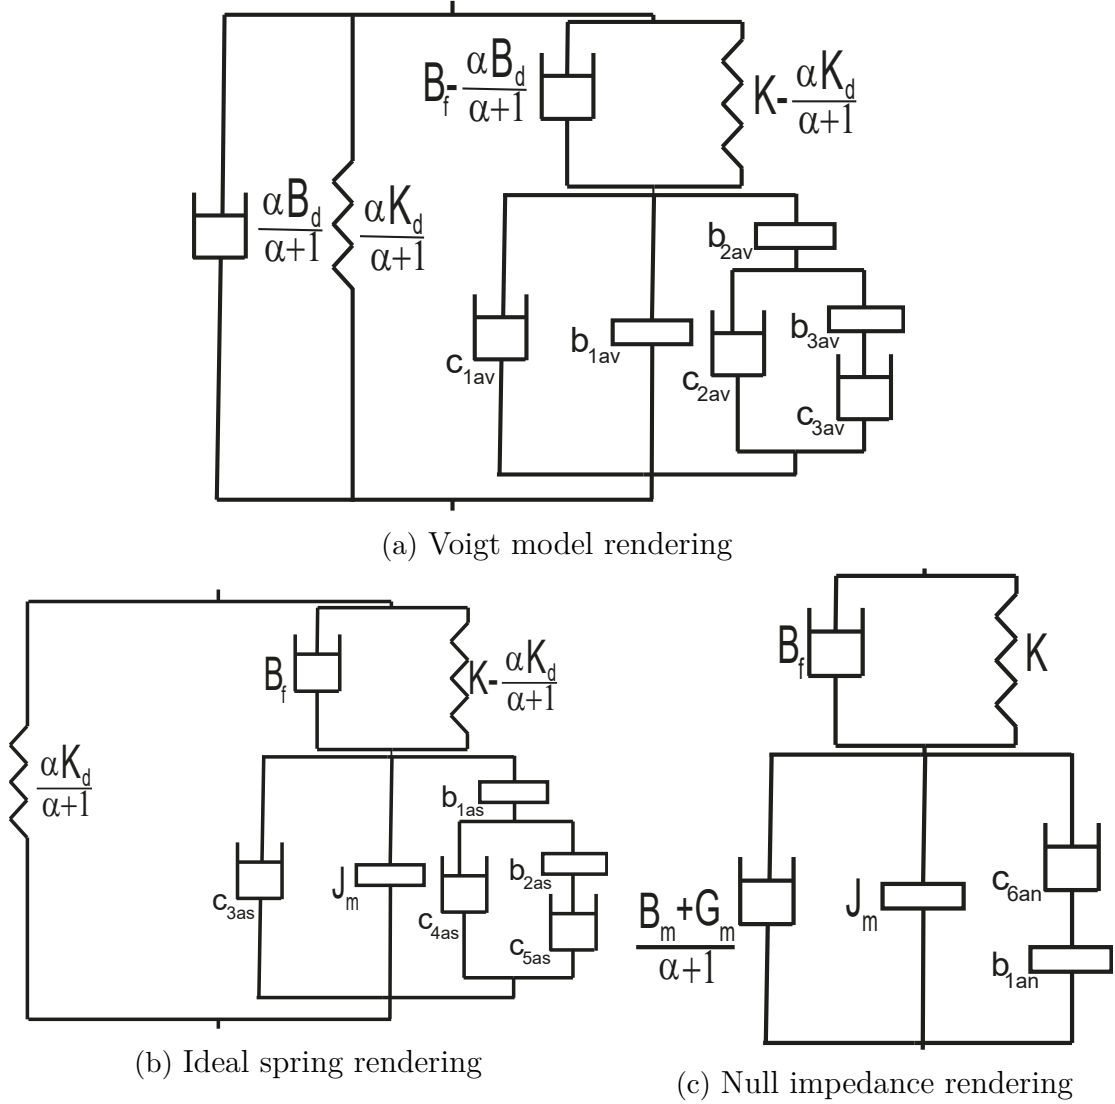 B_f-αB_d/α+1
K-αK_d/α+1
αB_d/α+1
αK_d/α+1
b_2av
c_1av
b_1av
c_2av
b_3av
c_3av
(a) Voigt model rendering
B_f
K-αK_d/α+1
αK_d/α+1
c_3as
J_m
b_1as
c_4as
b_2as
c_5as
(b) Ideal spring rendering
B_f
K
B_m+G_m/α+1
J_m
c_6an
b_1an
(c) Null impedance rendering